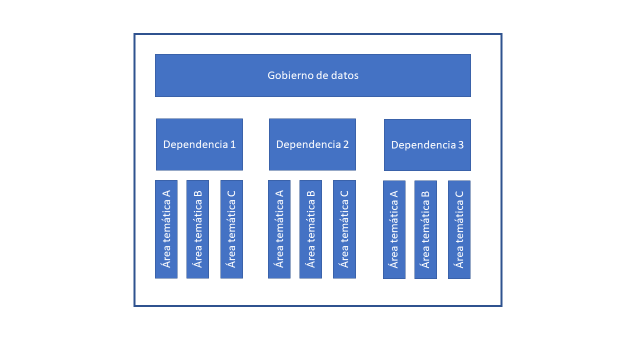 Gobierno de datos
Dependencia 1
Dependencia 2
Dependencia 3
Área temática A
Área temática B
Área temática C
Área temática A
Área temática B
Área temática C
Área temática A
Área temática B
Área temática C